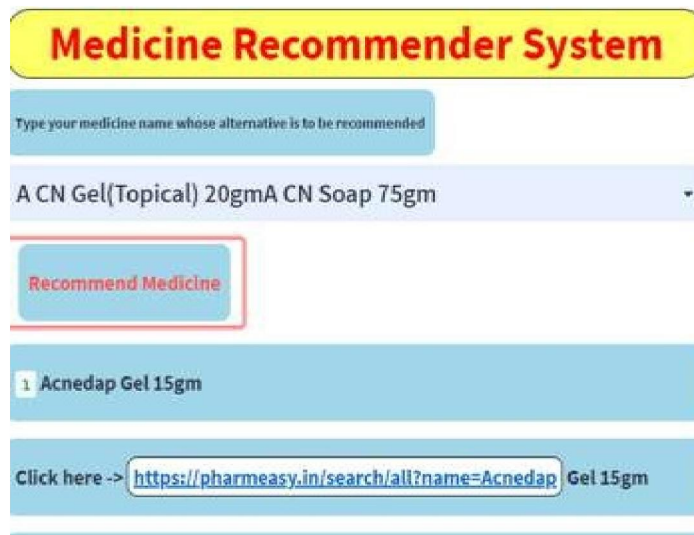 Medicine Recommender System
Type your medicine name whose alternative is to be recommended
A CN Gel(Topical) 20gmA CN Soap 75gm
Recommend Medicine
1 Acnedap Gel 15gm
Click here -> https://pharmeasy.in/search/all?name=Acnedap Gel 15gm